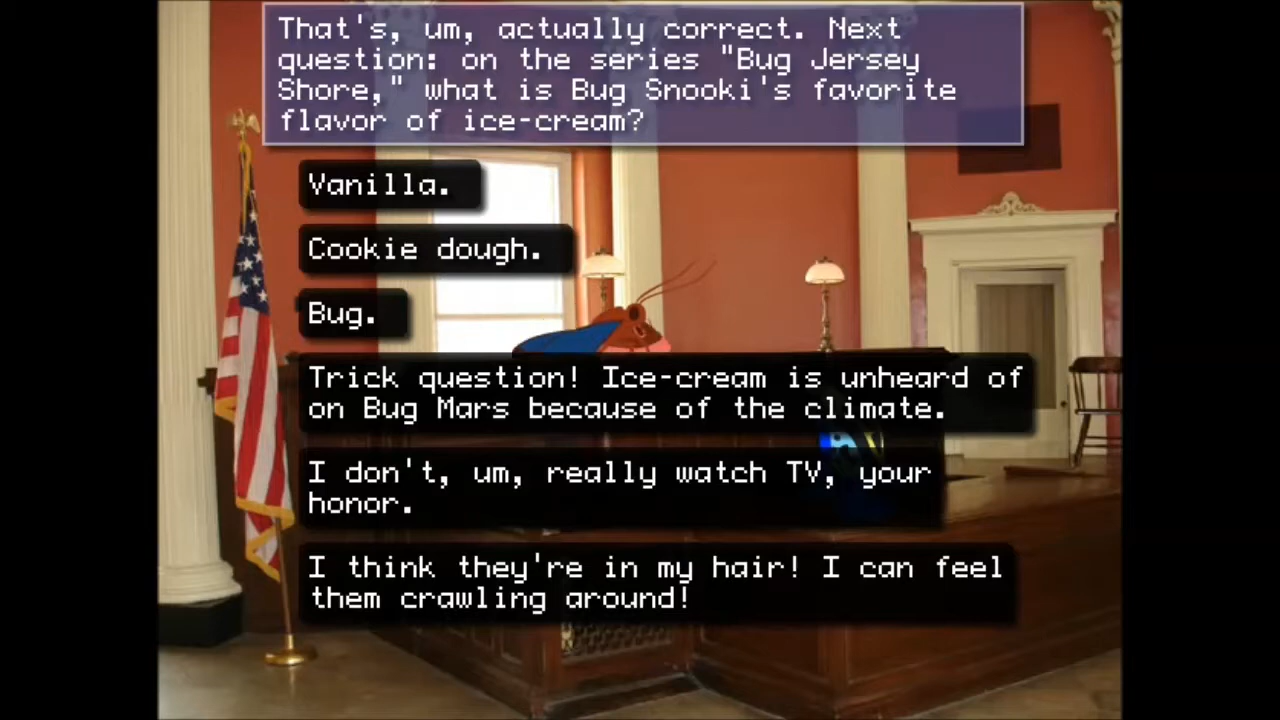 That's, um, actually correct. Next
question: on the series "Bug Jersey
Shore," what is Bug Snooki's favorite
flavor of ice-cream?
Vanilla.
Cookie dough.
Bug.
Trick question! Ice-cream is unheard of
on Bug Mars because of the climate.
I don't, um, really watch TV, your
honor.
I think they're in my hair! I can feel
them crawling around!